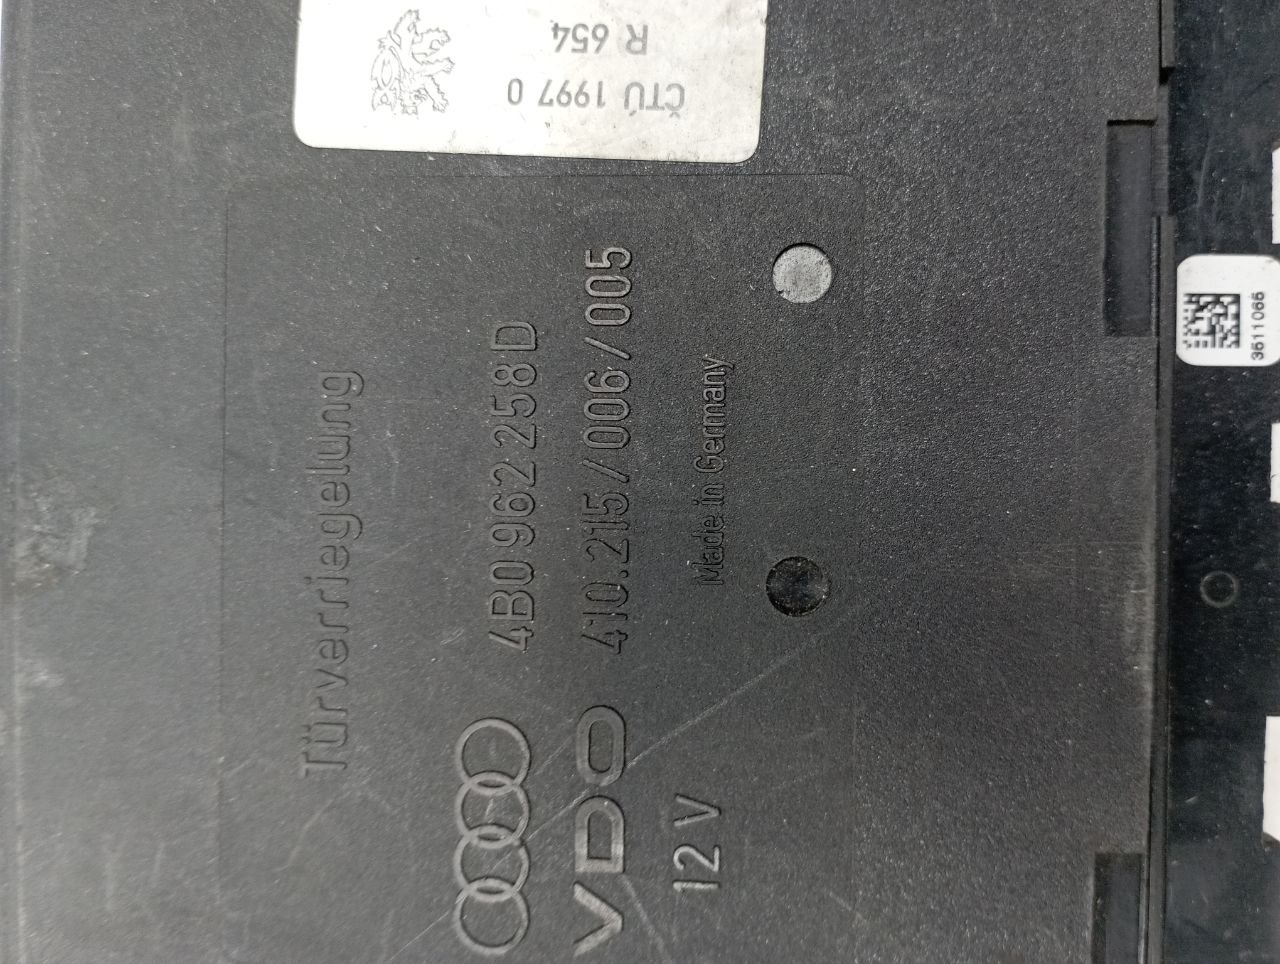 ČTÚ 1997 0
R 654
Türverriegelung
4B0 962 258 D
VDO 410.215/006/005
12 V Made in Germany
3611066